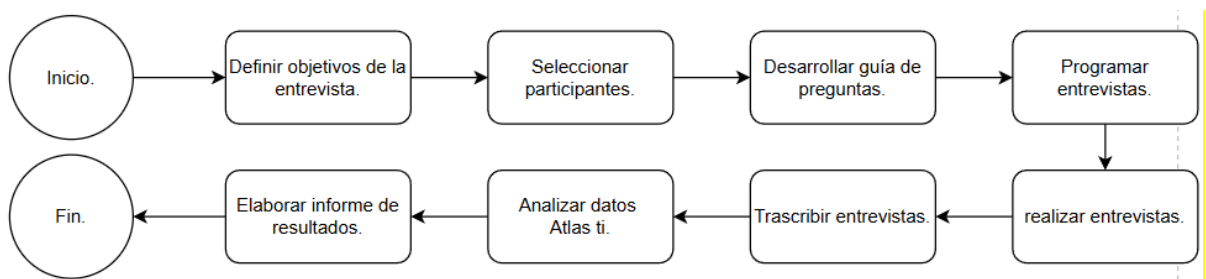 Inicio.
Definir objetivos de la
entrevista.
Seleccionar
participantes.
Desarrollar guía de
preguntas.
Programar
entrevistas.
realizar entrevistas.
Trascribir entrevistas.
Analizar datos
Atlas ti.
Elaborar informe de
resultados.
Fin.